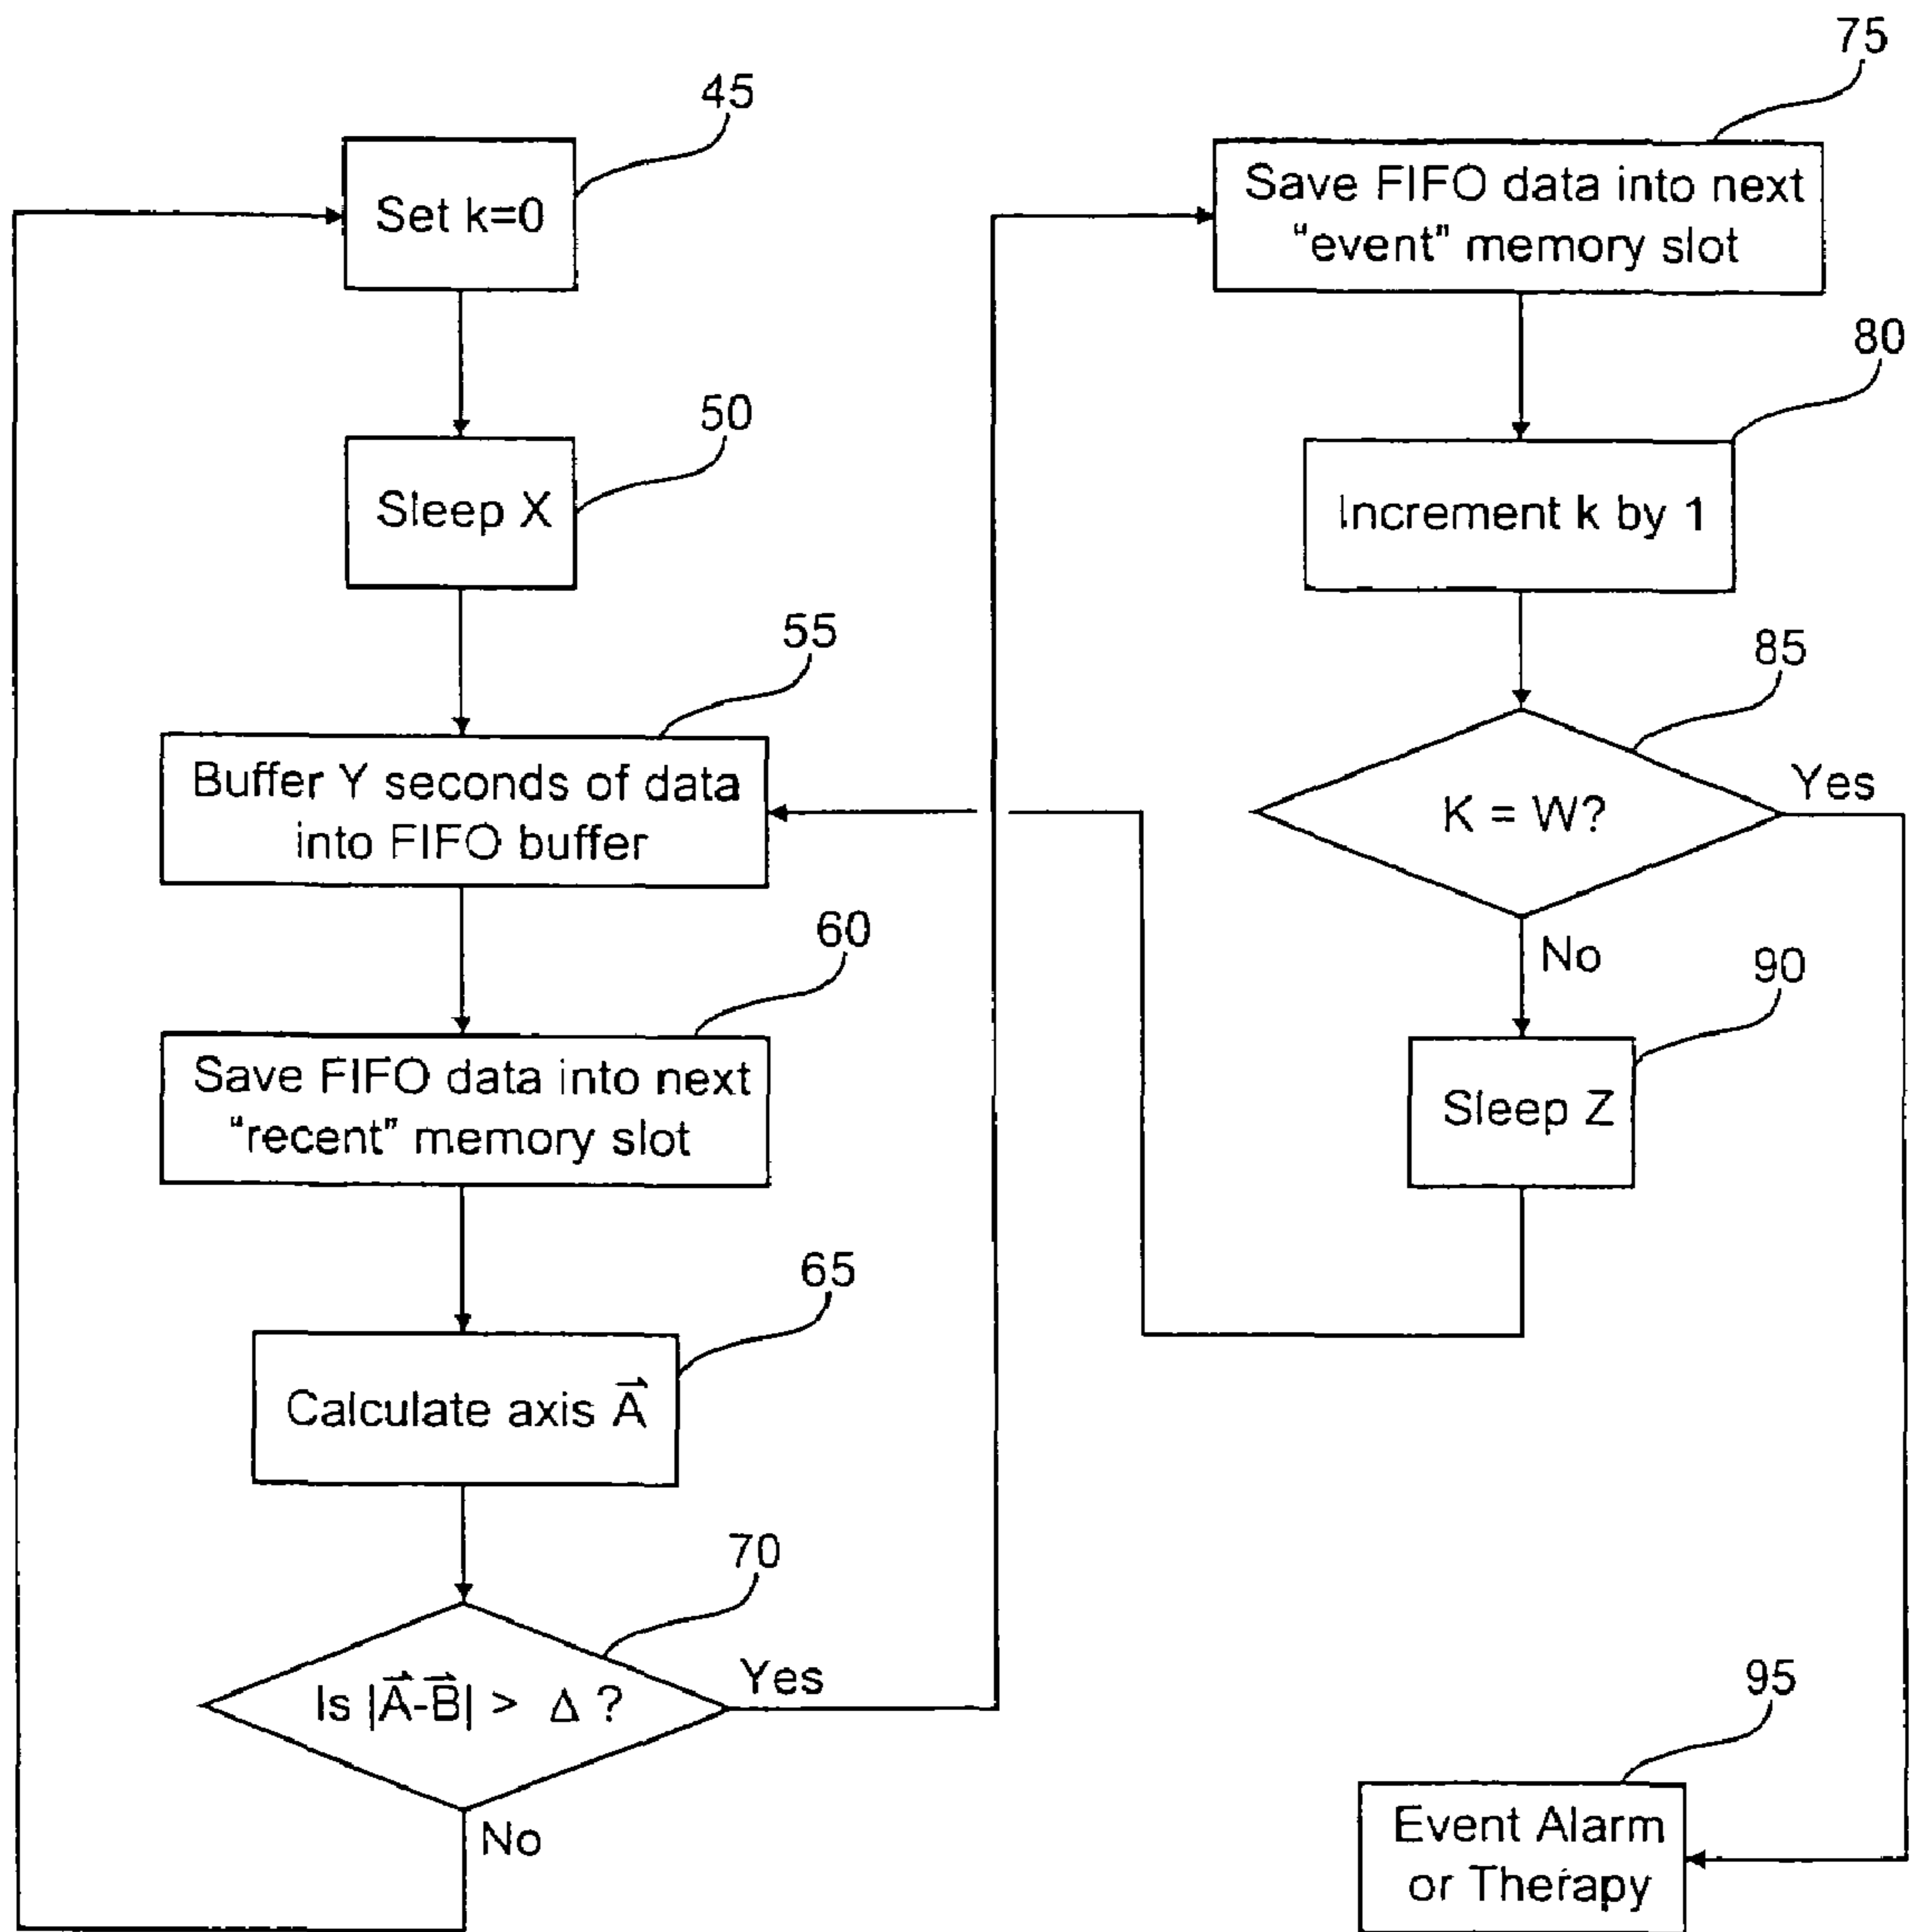 45
Set k=0
50
Sleep X
55
Buffer Y seconds of data
into FIFO buffer
60
Save FIFO data into next
“recent” memory slot
65
Calculate axis A⃗
70
Is |A⃗-B⃗| > Δ ?
Yes
No
75
Save FIFO data into next
“event” memory slot
80
Increment k by 1
85
K = W?
Yes
No
90
Sleep Z
95
Event Alarm
or Therapy